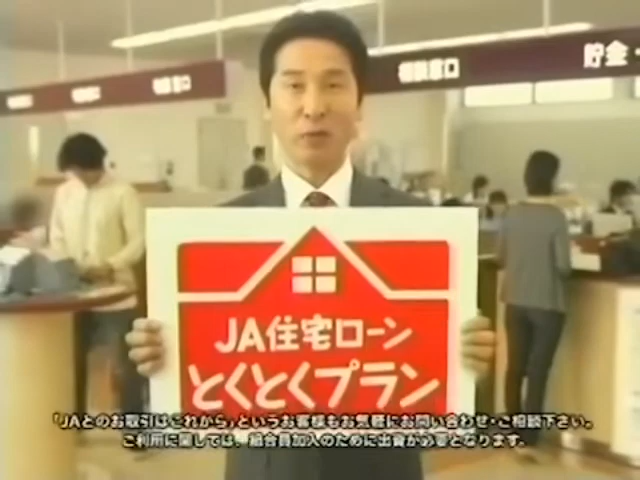 相談窓口
貯金・
JA住宅ローン
とくとくプラン
「JAとのお取引はこれから」というお客様もお気軽にお問い合わせ・ご相談下さい。
ご利用に関しては、組合員加入のために出資が必要となります。